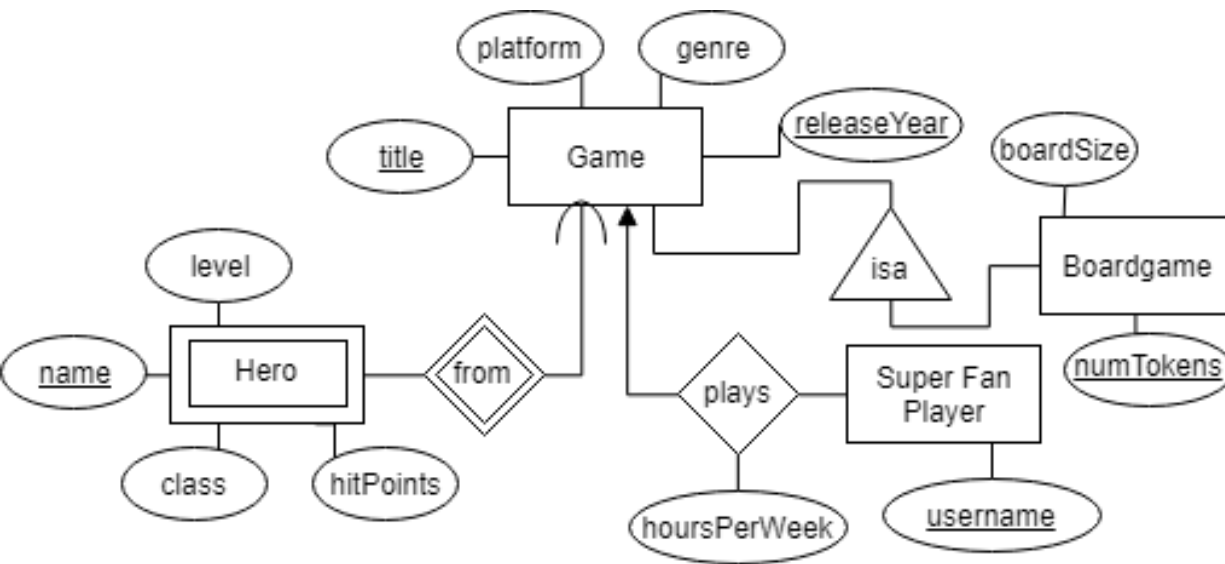 platform
genre
title
Game
releaseYear
boardSize
level
isa
Boardgame
name
Hero
from
plays
Super Fan
Player
numTokens
class
hitPoints
hoursPerWeek
username